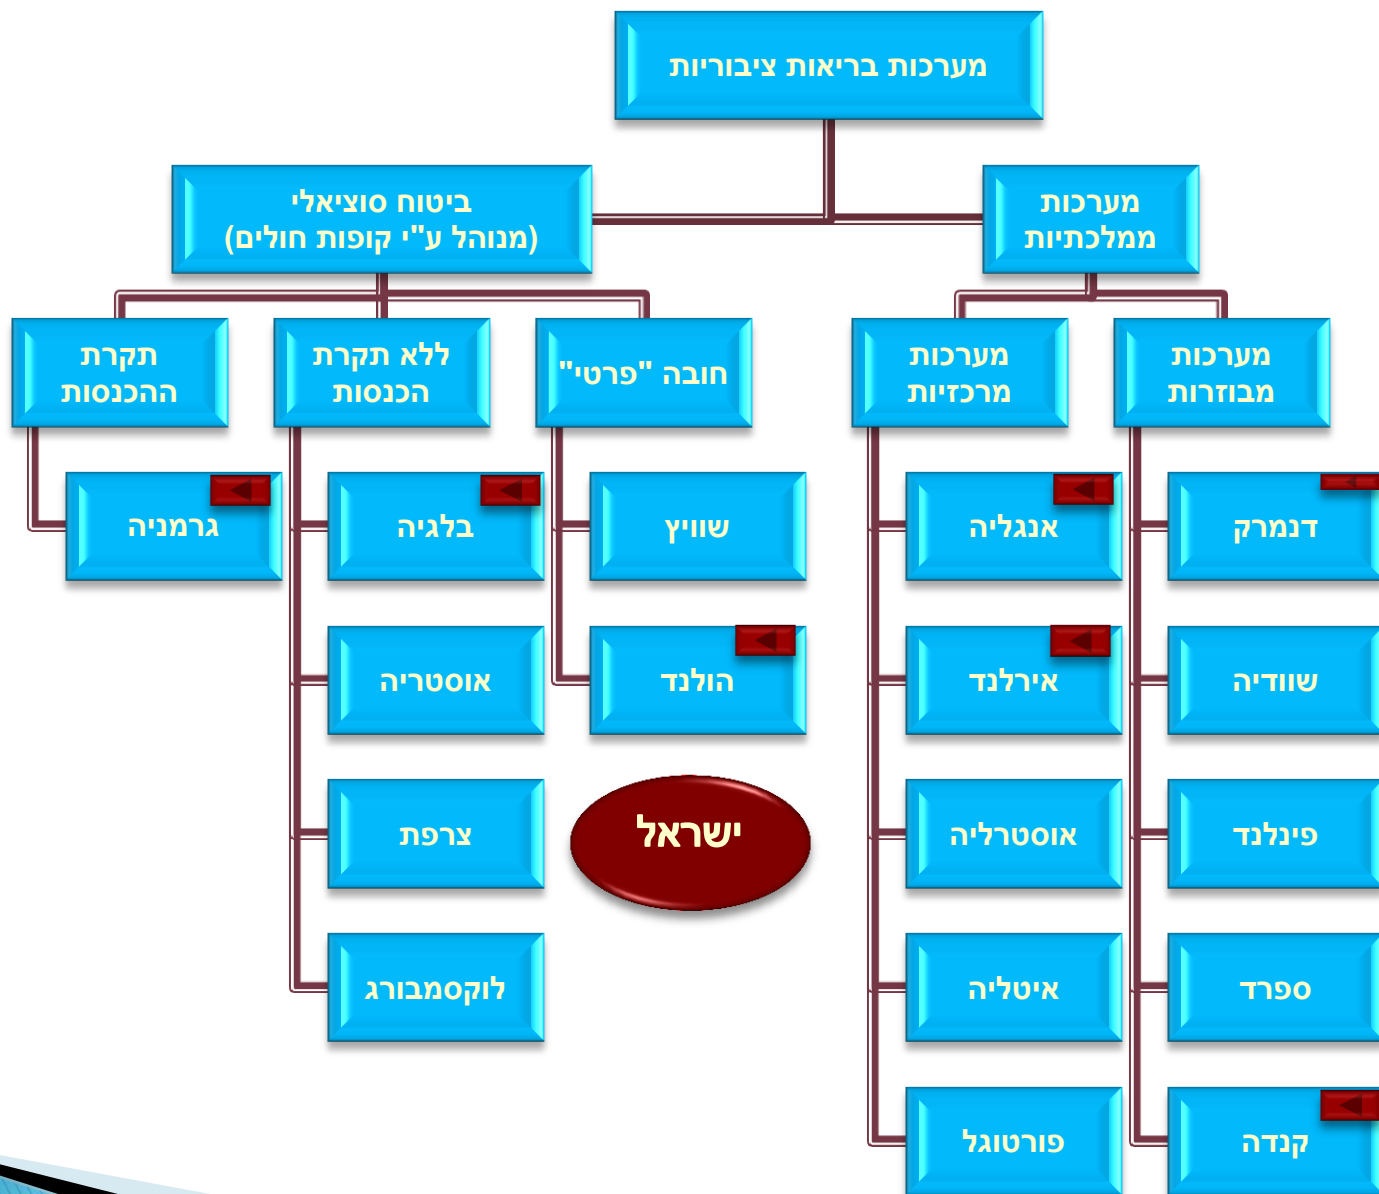 מערכות בריאות ציבוריות
מערכות
ממלכתיות
ביטוח סוציאלי
(מנוהל ע"י קופות חולים)
מערכות
מבוזרות
מערכות
מרכזיות
חובה "פרטי"
ללא תקרת
הכנסות
תקרת
ההכנסות
דנמרק
אנגליה
שוויץ
בלגיה
גרמניה
שוודיה
אירלנד
הולנד
אוסטריה
פינלנד
אוסטרליה
ישראל
צרפת
ספרד
איטליה
לוקסמבורג
קנדה
פורטוגל